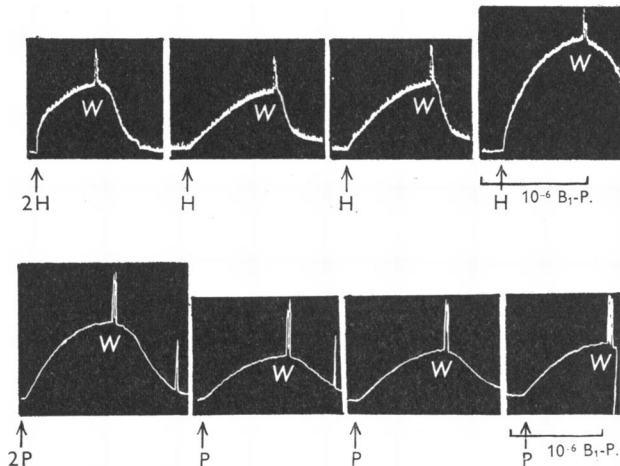 W W W W
2H H H H 10⁻⁶ B₁-P.
W W W W
2P P P P 10⁻⁶ B₁-P.